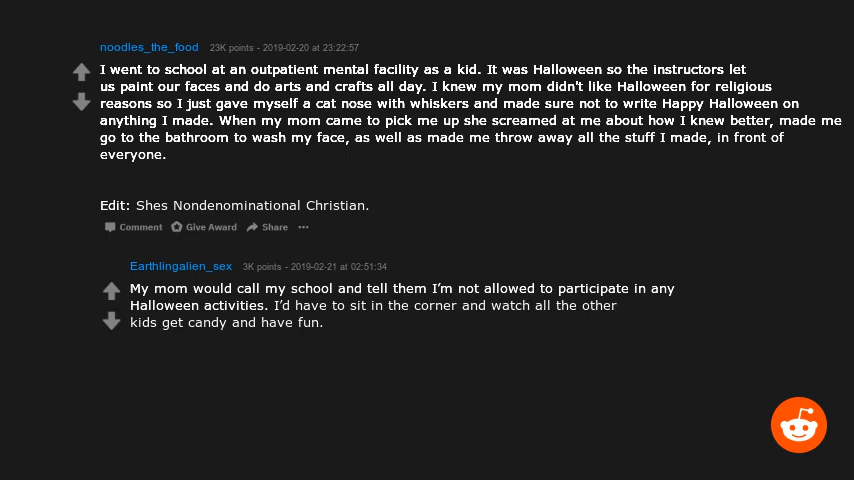 noodles_the_food 23K points - 2019-02-20 at 23:22:57
I went to school at an outpatient mental facility as a kid. It was Halloween so the instructors let
us paint our faces and do arts and crafts all day. I knew my mom didn't like Halloween for religious
reasons so I just gave myself a cat nose with whiskers and made sure not to write Happy Halloween on
anything I made. When my mom came to pick me up she screamed at me about how I knew better, made me
go to the bathroom to wash my face, as well as made me throw away all the stuff I made, in front of
everyone.
Edit: Shes Nondenominational Christian.
Comment Give Award Share ···
Earthlingalien_sex 3K points - 2019-02-21 at 02:51:34
My mom would call my school and tell them I’m not allowed to participate in any
Halloween activities. I’d have to sit in the corner and watch all the other
kids get candy and have fun.